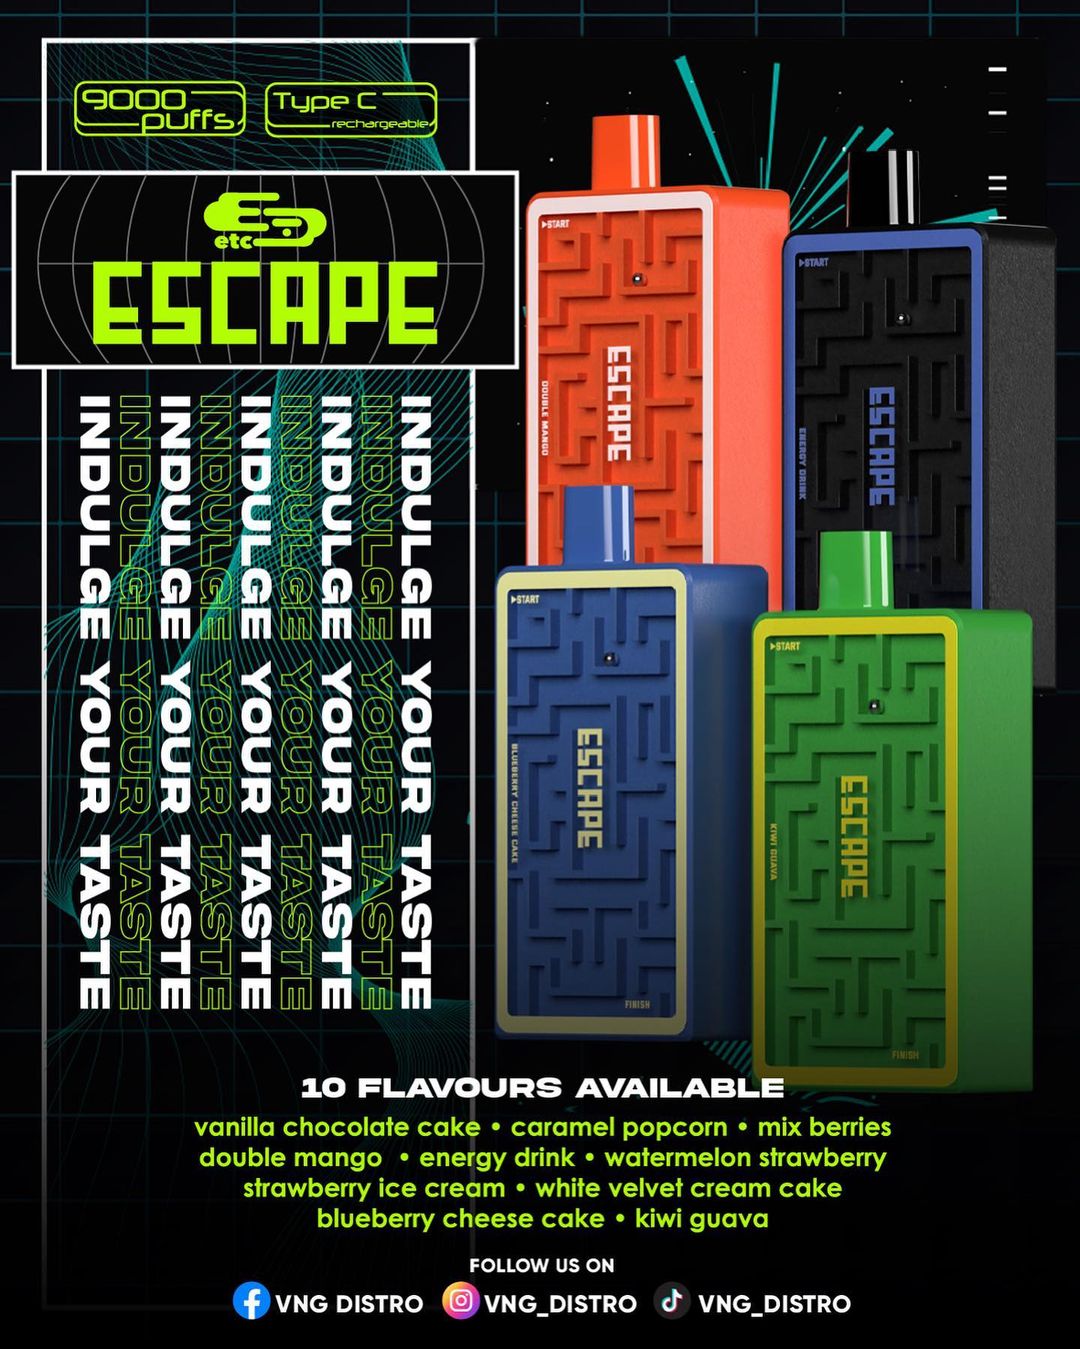 9000
puffs
Type C
rechargeable
etc
ESCAPE
INDULGE YOUR TASTE
INDULGE YOUR TASTE
INDULGE YOUR TASTE
INDULGE YOUR TASTE
INDULGE YOUR TASTE
INDULGE YOUR TASTE
INDULGE YOUR TASTE
INDULGE YOUR TASTE
INDULGE YOUR TASTE
▶START
DOUBLE MANGO
ESCAPE
▶START
ENERGY DRINK
ESCAPE
▶START
BLUEBERRY CHEESE CAKE
ESCAPE
FINISH
▶START
KIWI GUAVA
ESCAPE
FINISH
10 FLAVOURS AVAILABLE
vanilla chocolate cake • caramel popcorn • mix berries
double mango • energy drink • watermelon strawberry
strawberry ice cream • white velvet cream cake
blueberry cheese cake • kiwi guava
FOLLOW US ON
VNG DISTRO VNG_DISTRO VNG_DISTRO